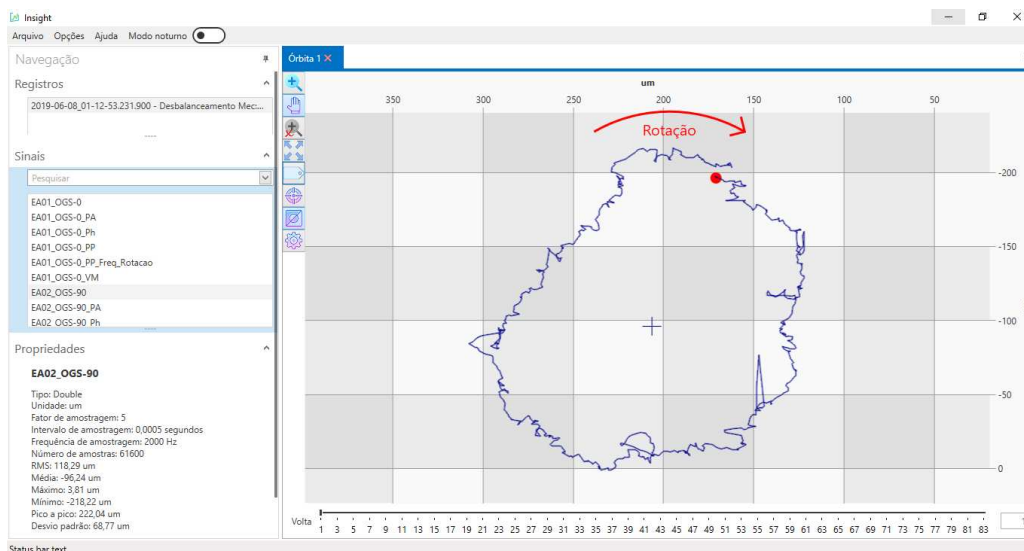 Insight
Arquivo Opções Ajuda Modo noturno
Navegação
Registros
2019-06-08_01-12-53.231.900 - Desbalanceamento Mec:...
Sinais
Pesquisar
EA01_OGS-0
EA01_OGS-0_PA
EA01_OGS-0_Ph
EA01_OGS-0_PP
EA01_OGS-0_PP_Freq_Rotacao
EA01_OGS-0_VM
EA02_OGS-90
EA02_OGS-90_PA
EA02_OGS-90_Ph
Propriedades
EA02_OGS-90
Tipo: Double
Unidade: um
Fator de amostragem: 5
Intervalo de amostragem: 0,0005 segundos
Frequência de amostragem: 2000 Hz
Número de amostras: 61600
RMS: 118,29 um
Média: -96,24 um
Máximo: 3,81 um
Mínimo: -218,22 um
Pico a pico: 222,04 um
Desvio padrão: 68,77 um
Status bar text
Órbita 1
um
350 300 250 200 150 100 50
Rotação
-200
-150
-100
-50
0
Volta
1 3 5 7 9 11 13 15 17 19 21 23 25 27 29 31 33 35 37 39 41 43 45 47 49 51 53 55 57 59 61 63 65 67 69 71 73 75 77 79 81 83